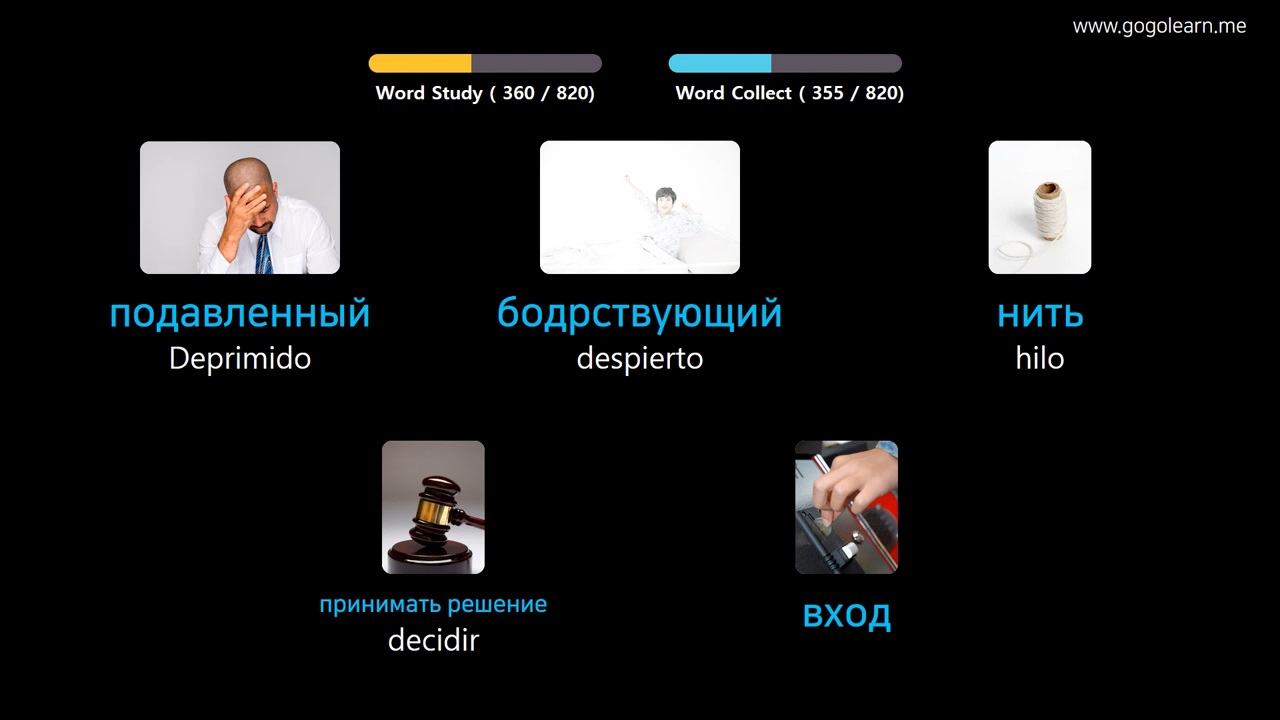 www.gogolearn.me
Word Study ( 360 / 820)
Word Collect ( 355 / 820)
подавленный
Deprimido
бодрствующий
despierto
нить
hilo
принимать решение
decidir
вход